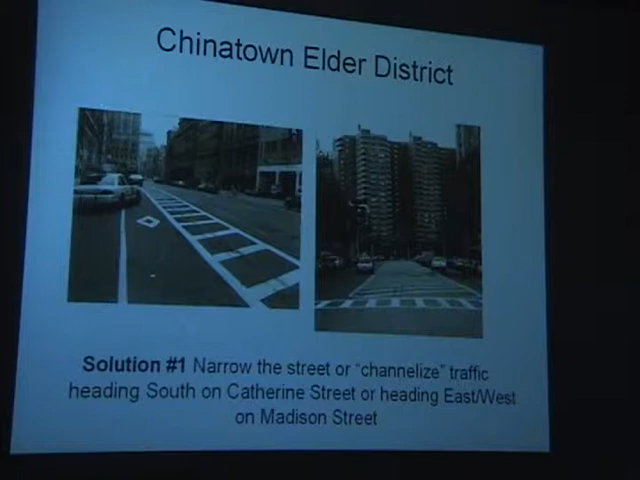 Chinatown Elder District
Solution #1 Narrow the street or “channelize” traffic
heading South on Catherine Street or heading East/West
on Madison Street